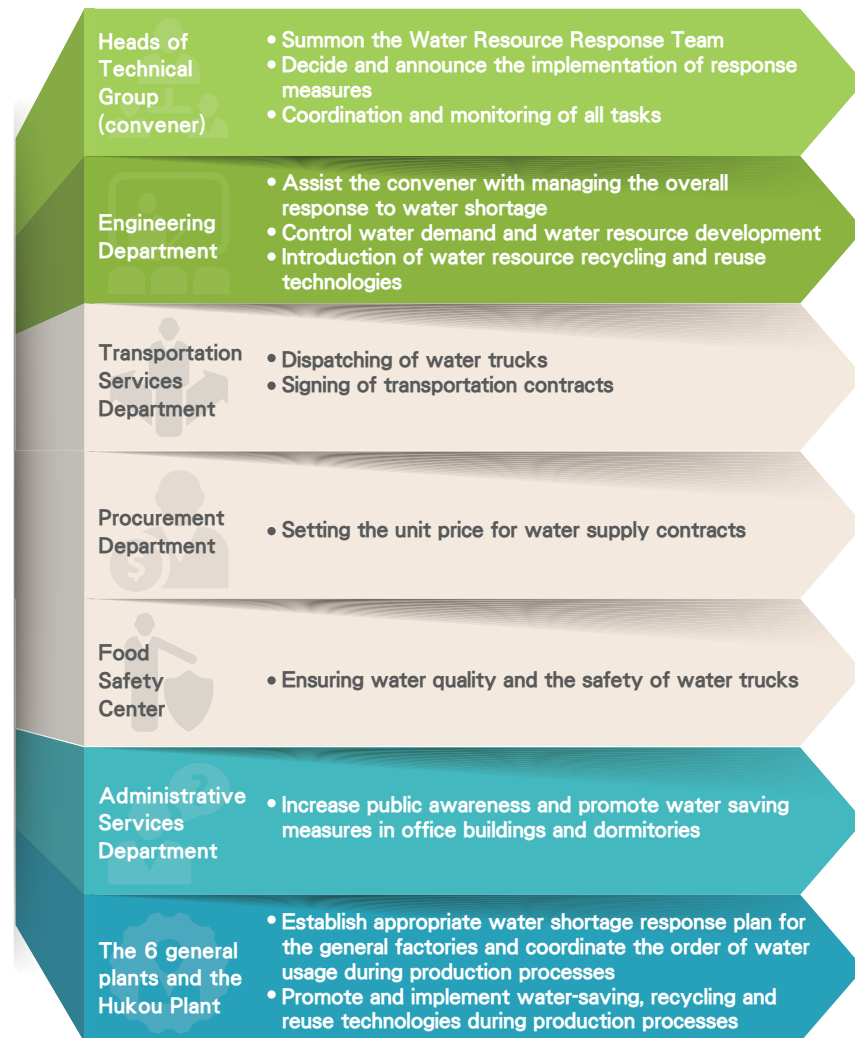 Heads of
Technical
Group
(convener)
• Summon the Water Resource Response Team
• Decide and announce the implementation of response
measures
• Coordination and monitoring of all tasks
Engineering
Department
• Assist the convener with managing the overall
response to water shortage
• Control water demand and water resource development
• Introduction of water resource recycling and reuse
technologies
Transportation
Services
Department
• Dispatching of water trucks
• Signing of transportation contracts
Procurement
Department
• Setting the unit price for water supply contracts
Food
Safety
Center
• Ensuring water quality and the safety of water trucks
Administrative
Services
Department
• Increase public awareness and promote water saving
measures in office buildings and dormitories
The 6 general
plants and the
Hukou Plant
• Establish appropriate water shortage response plan for
the general factories and coordinate the order of water
usage during production processes
• Promote and implement water-saving, recycling and
reuse technologies during production processes